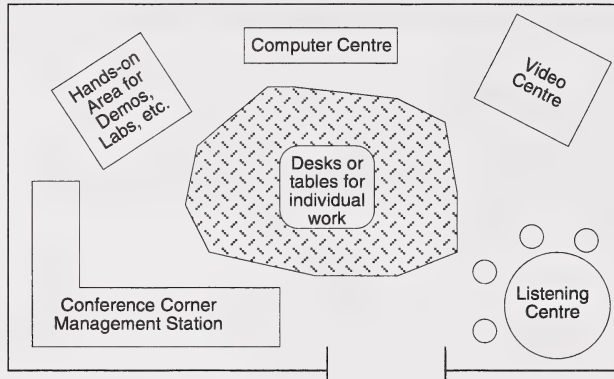 Hands-on
Area for
Demos,
Labs, etc.
Computer Centre
Video
Centre
Desks or
tables for
individual
work
Conference Corner
Management Station
Listening
Centre